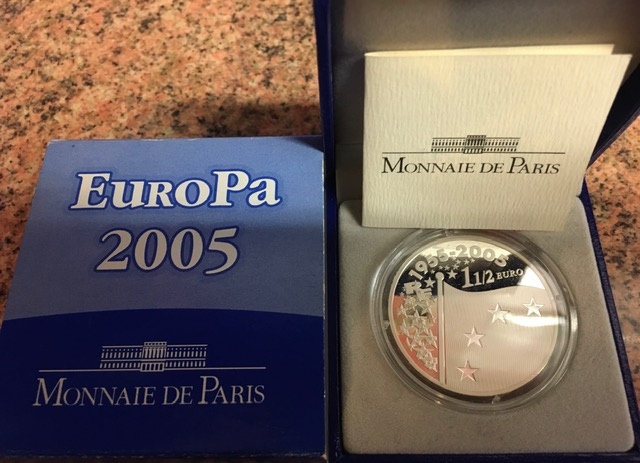 EUROPA
2005
MONNAIE DE PARIS
MONNAIE DE PARIS
1955-2005
1 1/2 EURO